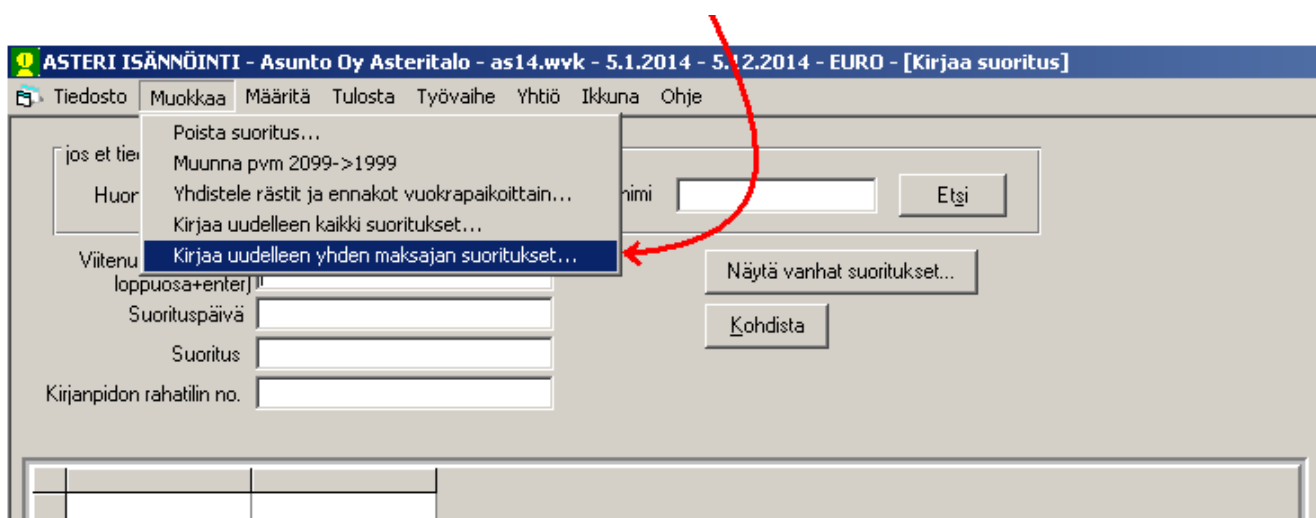 ASTERI ISÄNNÖINTI - Asunto Oy Asteritalo - as14.wvk - 5.1.2014 - 5.12.2014 - EURO - [Kirjaa suoritus]
Tiedosto Muokkaa Määritä Tulosta Työvaihe Yhtiö Ikkuna Ohje
Poista suoritus...
jos et
Muunna pvm 2099->1999
Yhdistele rästit ja ennakot vuokrapaikoittain...
Etsi
Kirjaa uudelleen kaikki suoritukset...
Kirjaa uudelleen yhden maksajan suoritukset...
Näytä vanhat suoritukset...
loppuosa+enter)
Suorituspäivä
Kohdista
Suoritus
Kirjanpidon rahatilin no.